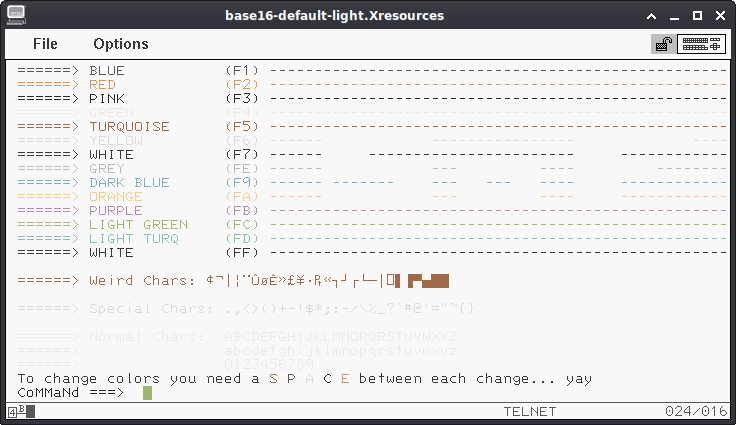 base16-default-light.Xresources
File Options
======> BLUE (F1) ----------------------------------------------------
======> RED (F2) ----------------------------------------------------
======> PINK (F3) ----------------------------------------------------
======> GREEN (F4) ----------------------------------------------------
======> TURQUOISE (F5) ----------------------------------------------------
======> YELLOW (F6) ------ --- ---- ----
======> WHITE (F7) ------ ----------------------- ------------
======> GREY (FE) ------ --- ----
======> DARK BLUE (F9) ------ ------- --- --- ---- ------------
======> ORANGE (FA) ------ --- ---- ------------
======> PURPLE (FB) ----------------------------------------------------
======> LIGHT GREEN (FC) ----------------------------------------------------
======> LIGHT TURQ (FD) ----------------------------------------------------
======> WHITE (FF) ----------------------------------------------------
======> Weird Chars: ¢¬|¦¨ÛøÊ»£¥·₧«┐┘┌└─│
======> Special Chars: .,<>()+-!$*;:-/\%_?`#@'="~{}
======> Normal Chars: ABCDEFGHIJKLMNOPQRSTUVWXYZ
======> abcdefghijklmnopqrstuvwxyz
======> 0123456789
To change colors you need a S P A C E between each change... yay
CoMMaNd ===>
4 B TELNET 024/016